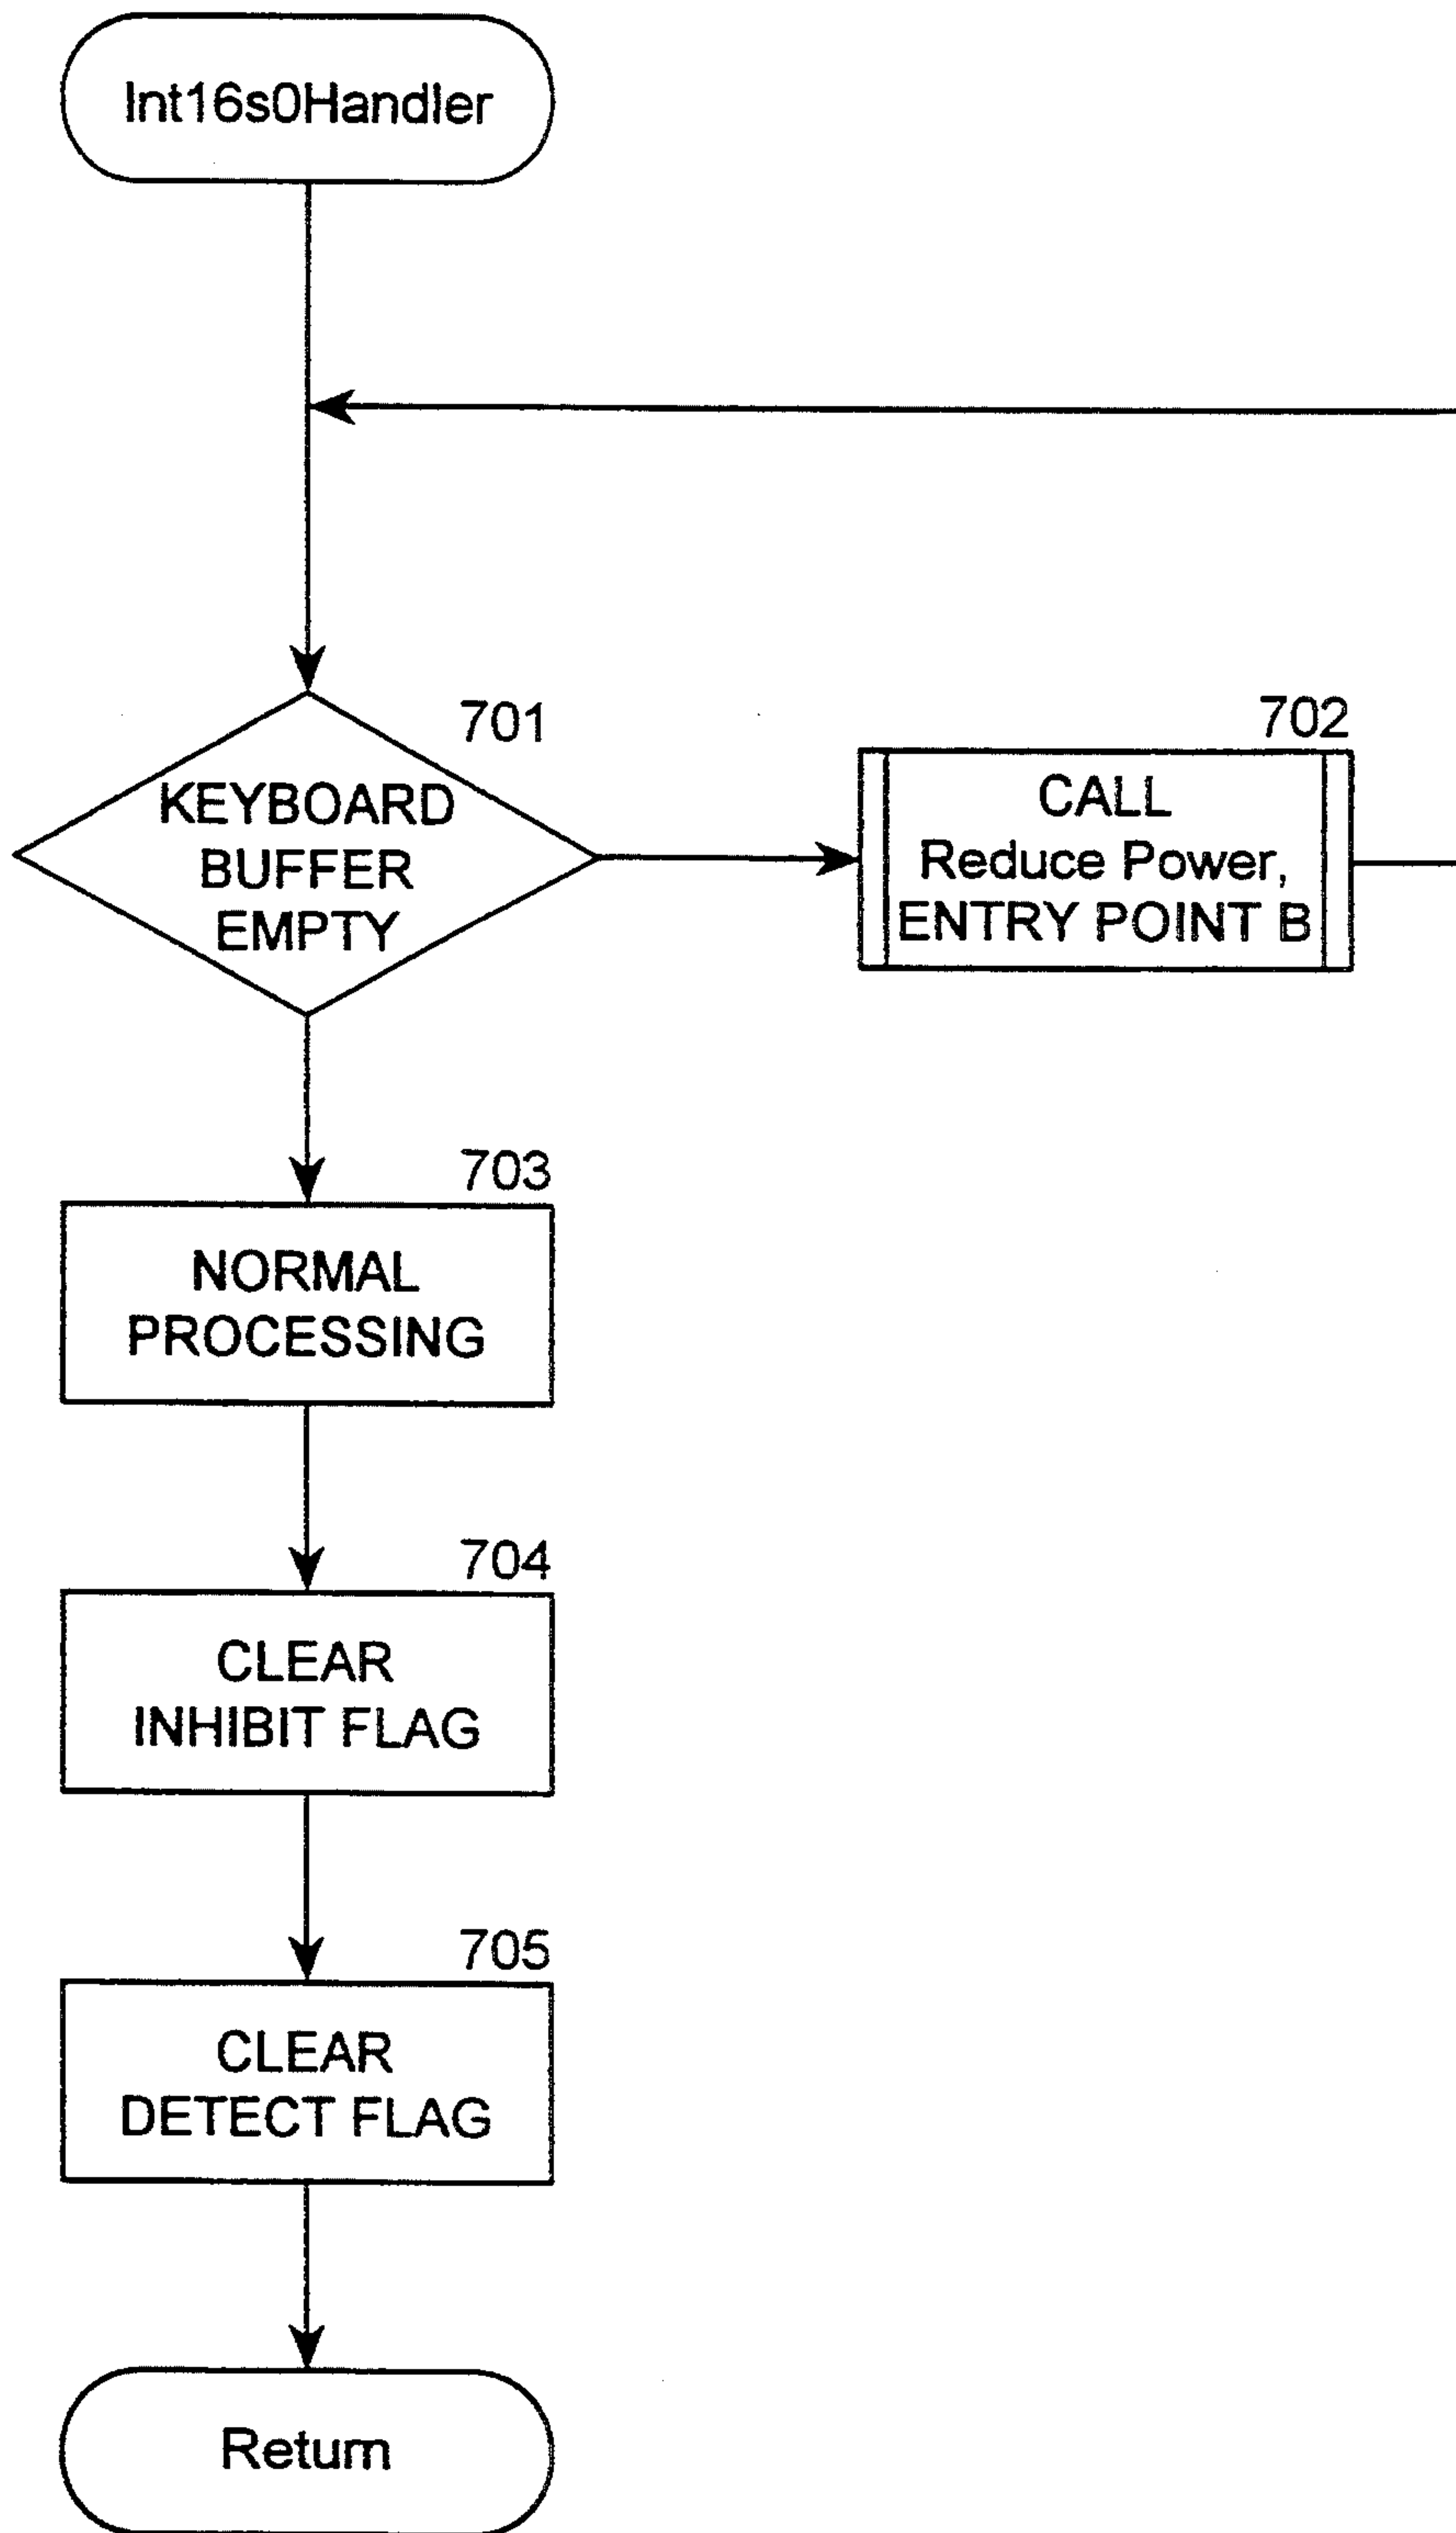 Int16s0Handler
701
KEYBOARD
BUFFER
EMPTY
702
CALL
Reduce Power,
ENTRY POINT B
703
NORMAL
PROCESSING
704
CLEAR
INHIBIT FLAG
705
CLEAR
DETECT FLAG
Return